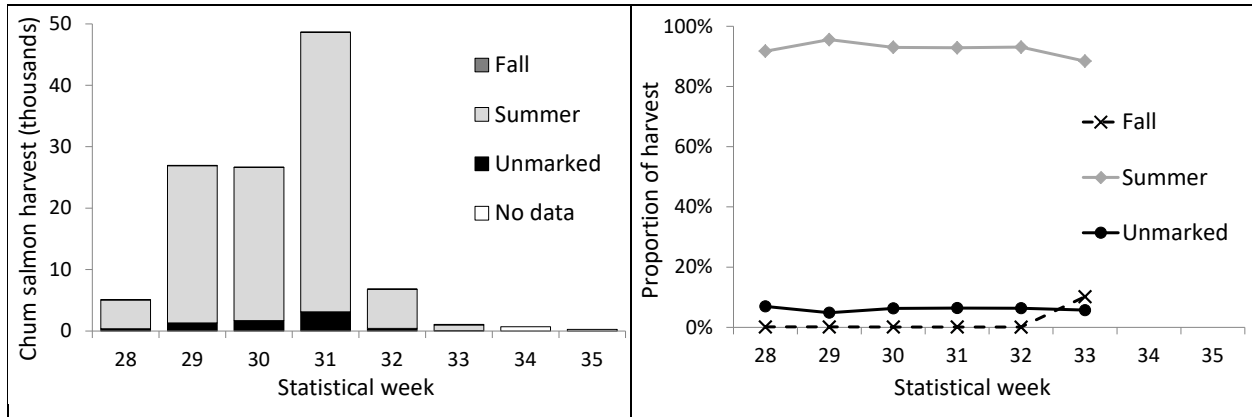 Chum salmon harvest (thousands)
50
40
30
20
10
0
28 29 30 31 32 33 34 35
Statistical week
Fall
Summer
Unmarked
No data
Proportion of harvest
100%
80%
60%
40%
20%
0%
28 29 30 31 32 33 34 35
Statistical week
Fall
Summer
Unmarked